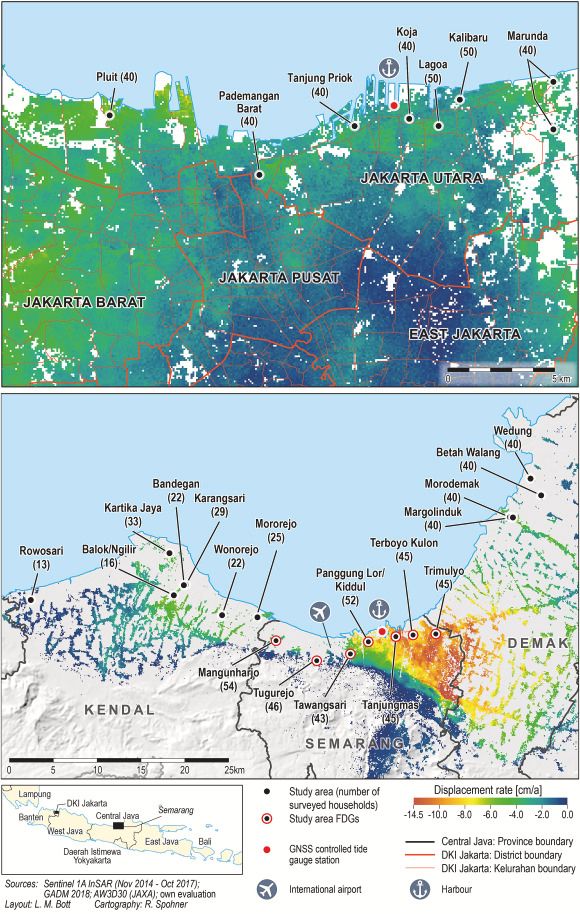 Pluit (40)
Pademangan
Barat
(40)
Tanjung Priok
(40)
Koja
(40)
Lagoa
(50)
Kalibaru
(50)
Marunda
(40)
JAKARTA UTARA
JAKARTA PUSAT
JAKARTA BARAT
EAST JAKARTA
0 5 km
Wedung
(40)
Betah Walang
(40)
Morodemak
(40)
Margolinduk
(40)
Bandegan
(22)
Karangsari
(29)
Kartika Jaya
(33)
Mororejo
(25)
Rowosari
(13)
Balok/Ngilir
(16)
Wonorejo
(22)
Terboyo Kulon
(45)
Panggung Lor/
Kiddul
(52)
Trimulyo
(45)
DEMAK
Mangunharjo
(54)
Tugurejo
(46)
Tawangsari
(43)
Tanjungmas
(45)
KENDAL
SEMARANG
0 5 10 15 20 25km
Lampung
DKI Jakarta
Banten
Central Java
Semarang
West Java
East Java
Bali
Daerah Istimewa
Yokyakarta
Study area (number of
surveyed households)
Study area FDGs
GNSS controlled tide
gauge station
International airport
Displacement rate [cm/a]
-14.5 -10.0 -8.0 -6.0 -4.0 -2.0 0.0
Central Java: Province boundary
DKI Jakarta: District boundary
DKI Jakarta: Kelurahan boundary
Harbour
Sources: Sentinel 1A InSAR (Nov 2014 - Oct 2017);
GADM 2018; AW3D30 (JAXA); own evaluation
Layout: L. M. Bott Cartography: R. Spohner